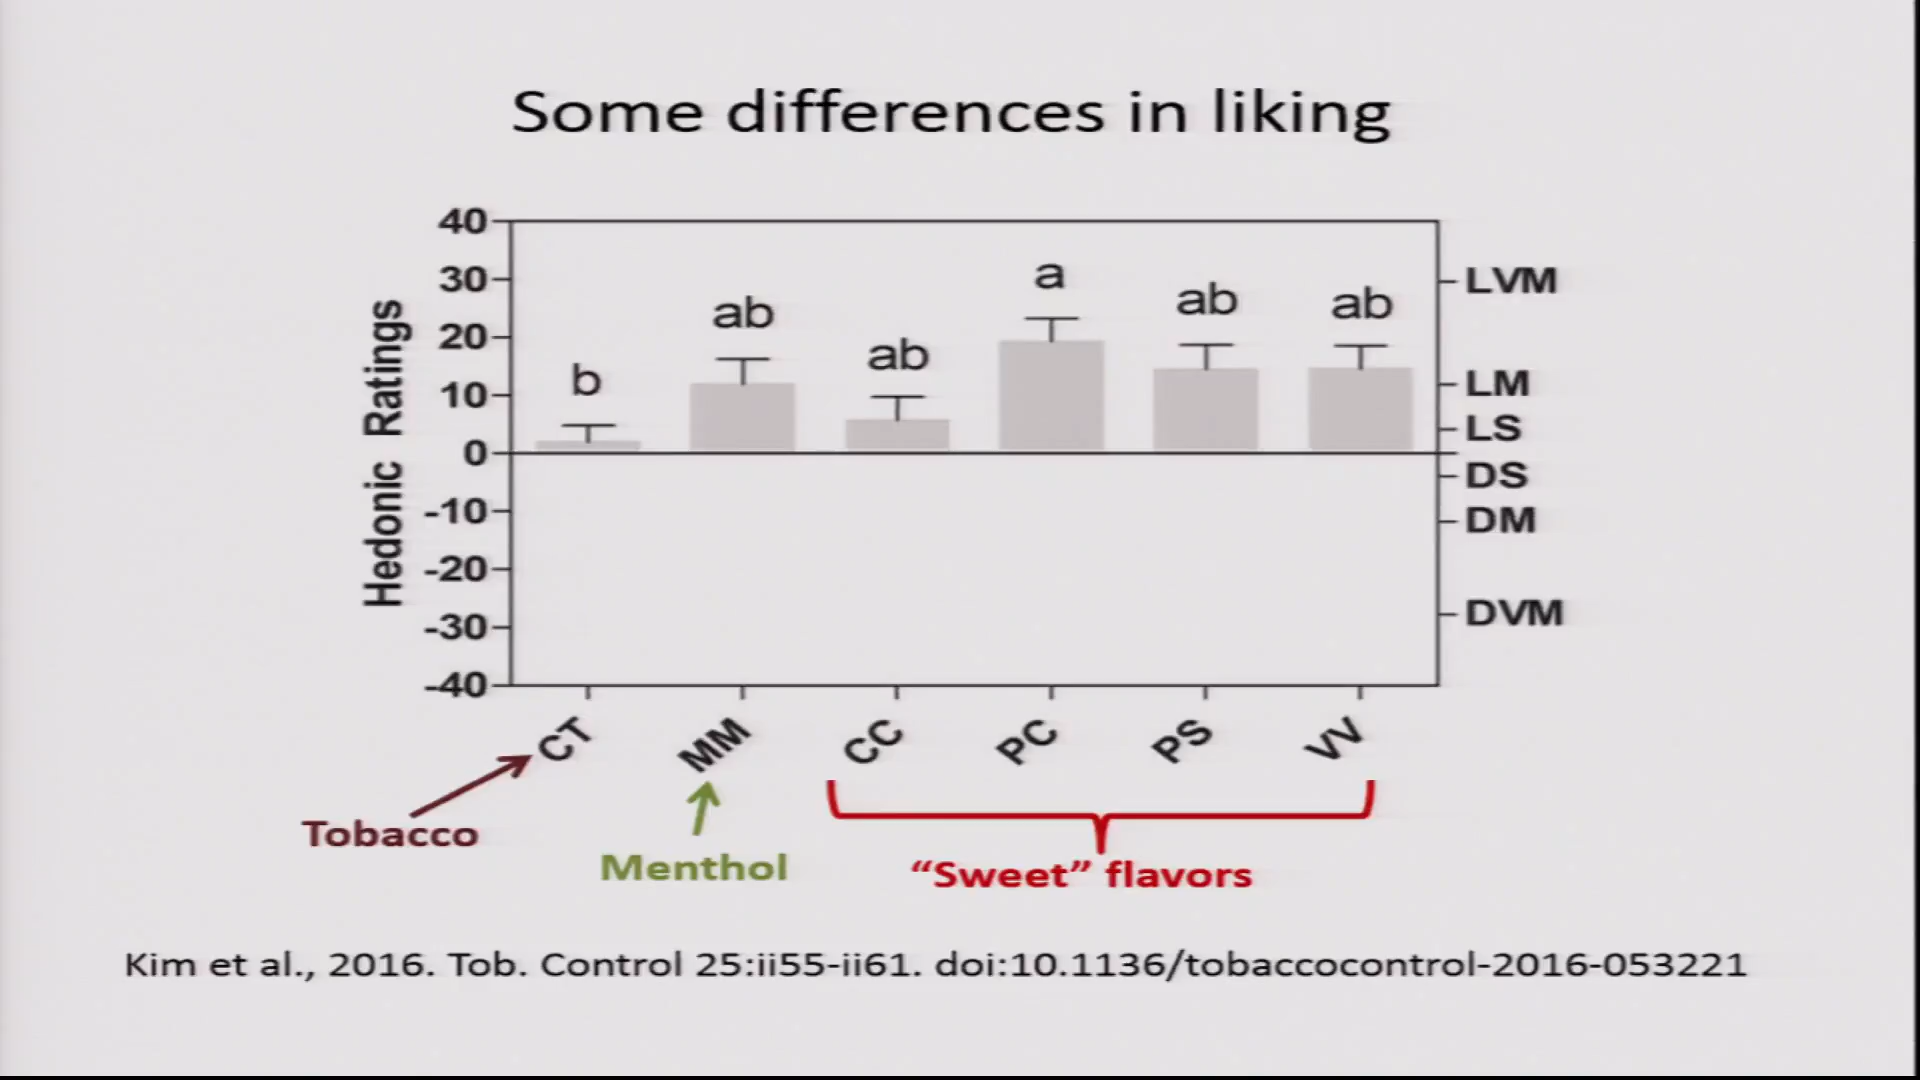 Some differences in liking
40
30
20
10
0
-10
-20
-30
-40
Hedonic Ratings
b
ab
ab
a
ab
ab
LVM
LM
LS
DS
DM
DVM
CT
MM
CC
PC
PS
VV
Tobacco
Menthol
“Sweet” flavors
Kim et al., 2016. Tob. Control 25:ii55-ii61. doi:10.1136/tobaccocontrol-2016-053221